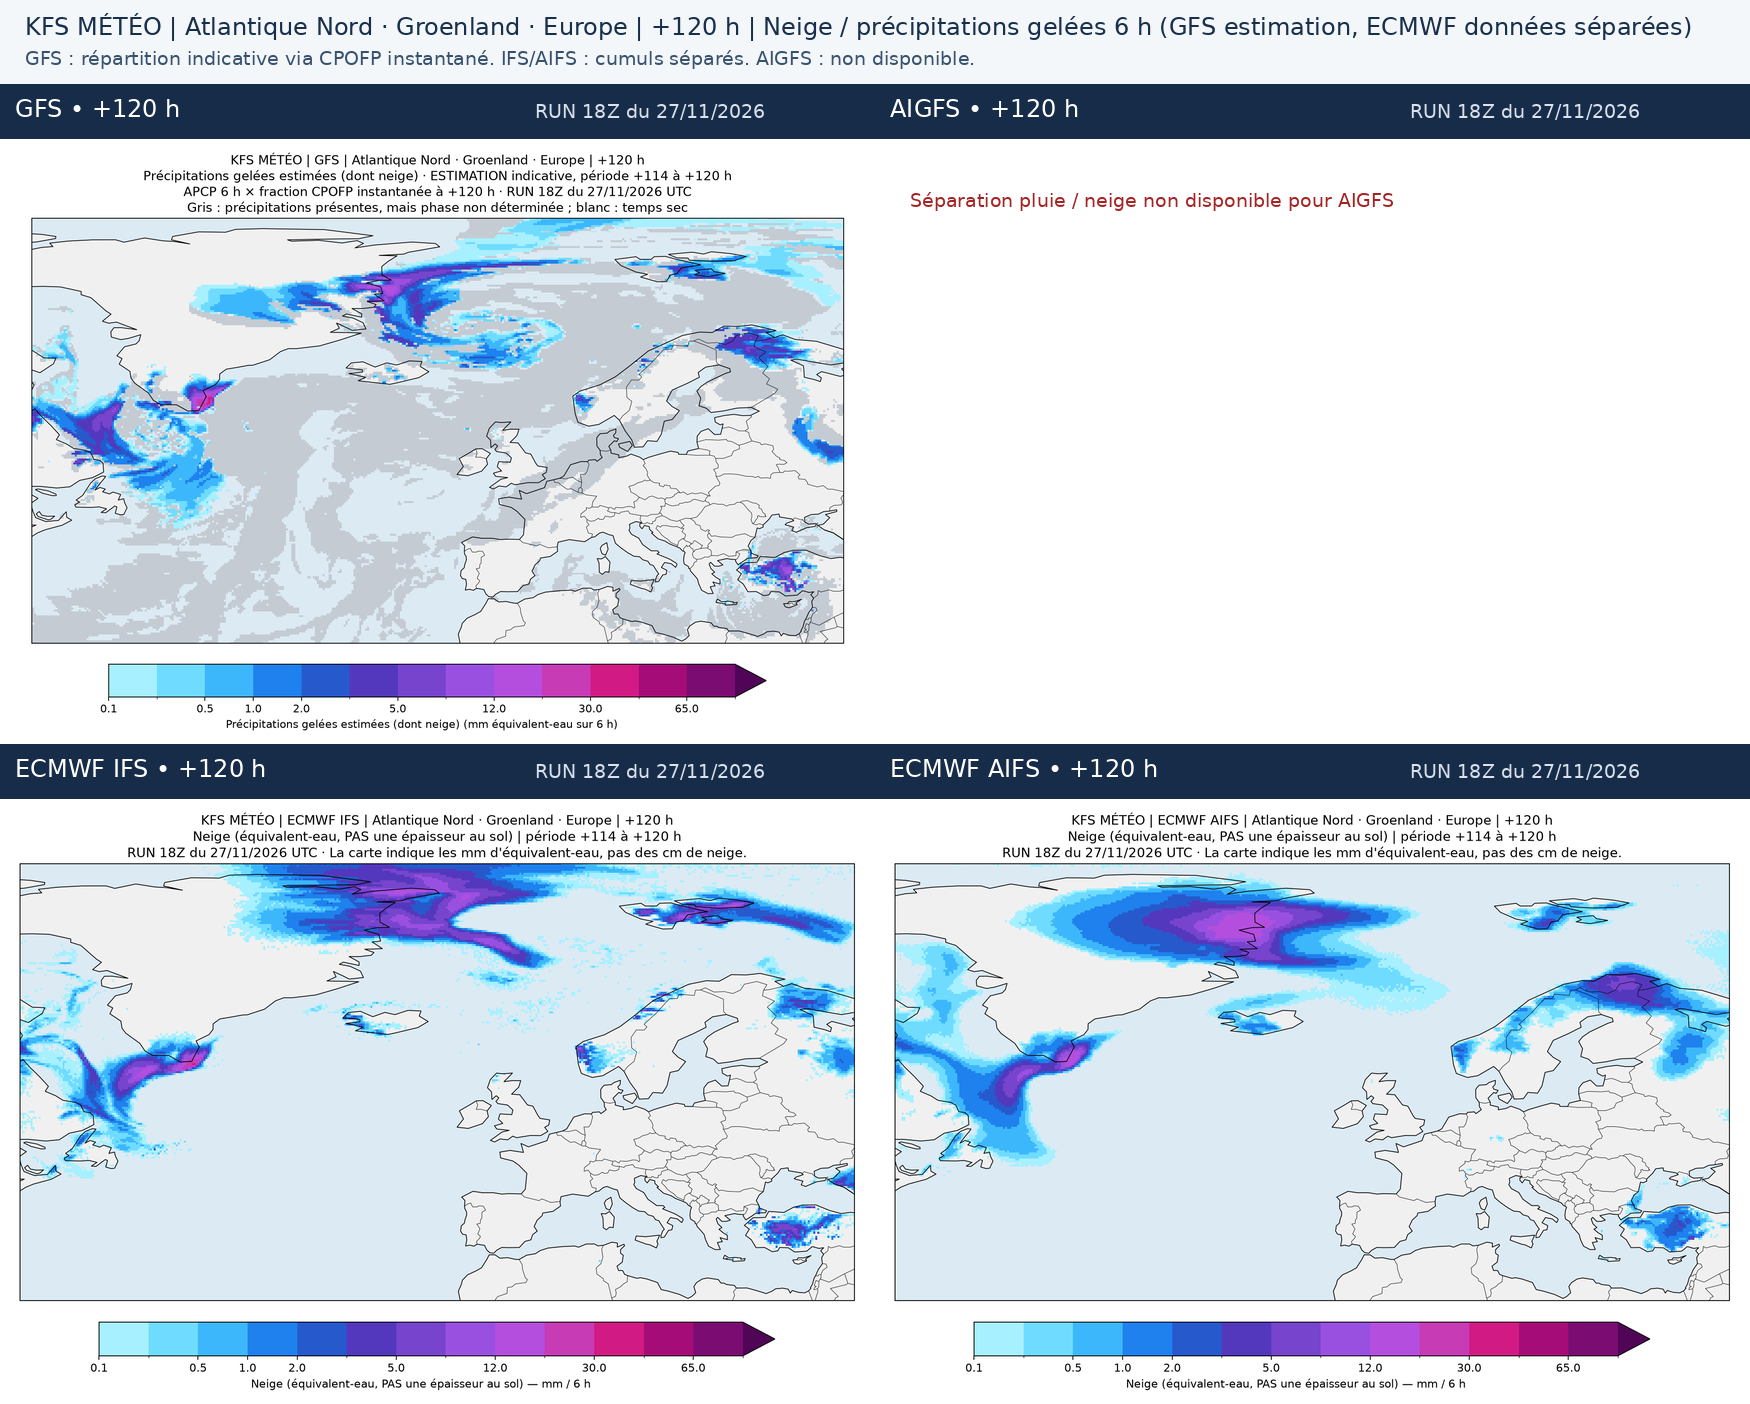 KFS MÉTÉO | Atlantique Nord · Groenland · Europe | +120 h | Neige / précipitations gelées 6 h (GFS estimation, ECMWF données séparées)
GFS : répartition indicative via CPOFP instantané. IFS/AIFS : cumuls séparés. AIGFS : non disponible.
GFS • +120 h
RUN 18Z du 27/11/2026
AIGFS • +120 h
RUN 18Z du 27/11/2026
KFS MÉTÉO | GFS | Atlantique Nord · Groenland · Europe | +120 h
Précipitations gelées estimées (dont neige) · ESTIMATION indicative, période +114 à +120 h
APCP 6 h × fraction CPOFP instantanée à +120 h · RUN 18Z du 27/11/2026 UTC
Gris : précipitations présentes, mais phase non déterminée ; blanc : temps sec
Séparation pluie / neige non disponible pour AIGFS
0.1 0.5 1.0 2.0 5.0 12.0 30.0 65.0
Précipitations gelées estimées (dont neige) (mm équivalent-eau sur 6 h)
ECMWF IFS • +120 h
RUN 18Z du 27/11/2026
ECMWF AIFS • +120 h
RUN 18Z du 27/11/2026
KFS MÉTÉO | ECMWF IFS | Atlantique Nord · Groenland · Europe | +120 h
Neige (équivalent-eau, PAS une épaisseur au sol) | période +114 à +120 h
RUN 18Z du 27/11/2026 UTC · La carte indique les mm d'équivalent-eau, pas des cm de neige.
0.1 0.5 1.0 2.0 5.0 12.0 30.0 65.0
Neige (équivalent-eau, PAS une épaisseur au sol) — mm / 6 h
KFS MÉTÉO | ECMWF AIFS | Atlantique Nord · Groenland · Europe | +120 h
Neige (équivalent-eau, PAS une épaisseur au sol) | période +114 à +120 h
RUN 18Z du 27/11/2026 UTC · La carte indique les mm d'équivalent-eau, pas des cm de neige.
0.1 0.5 1.0 2.0 5.0 12.0 30.0 65.0
Neige (équivalent-eau, PAS une épaisseur au sol) — mm / 6 h